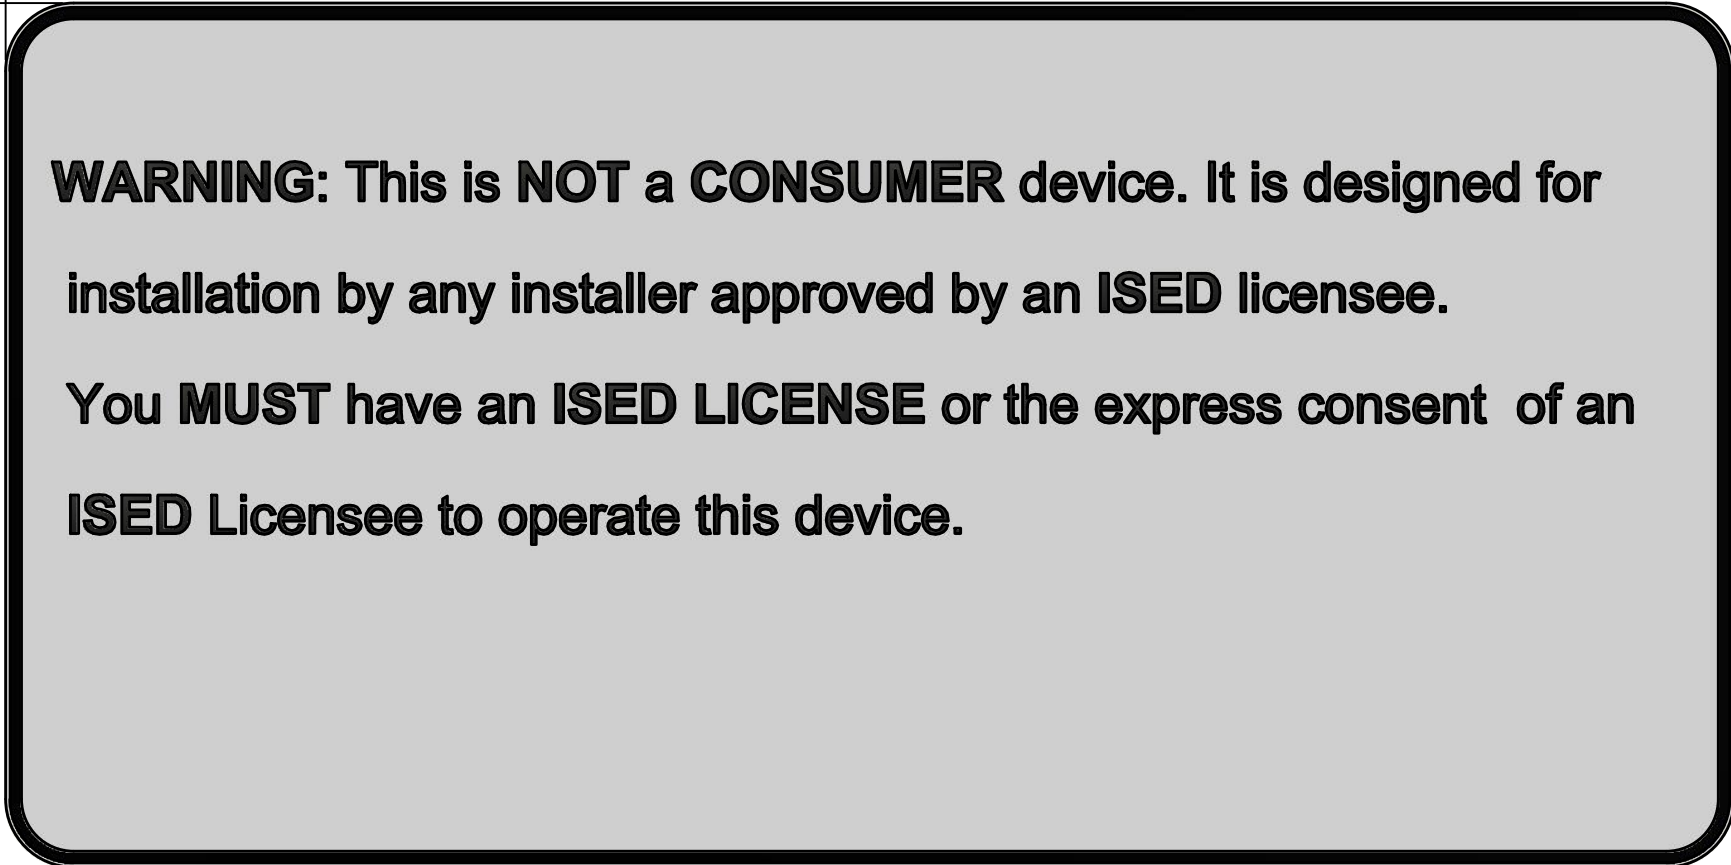 WARNING: This is NOT a CONSUMER device. It is designed for
installation by any installer approved by an ISED licensee.
You MUST have an ISED LICENSE or the express consent  of an
ISED Licensee to operate this device.